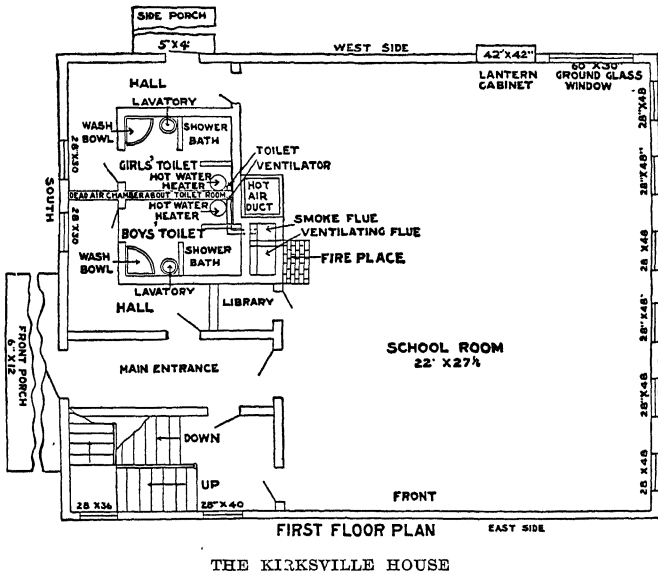 SIDE PORCH
5'X4'
WEST SIDE
42"X42"
LANTERN
CABINET
60"X30"
GROUND GLASS
WINDOW
HALL
LAVATORY
WASH
BOWL
SHOWER
BATH
28"X30
GIRLS' TOILET
TOILET
VENTILATOR
HOT WATER
HEATER
DEAD AIR CHAMBER ABOUT TOILET ROOM
HOT WATER
HEATER
HOT
AIR
DUCT
SOUTH
28"X30
BOYS' TOILET
SMOKE FLUE
VENTILATING FLUE
WASH
BOWL
SHOWER
BATH
FIRE PLACE
LAVATORY
HALL
LIBRARY
FRONT PORCH
6"X12
MAIN ENTRANCE
SCHOOL ROOM
22' X 27½
28"X48
28"X48"
28"X48
28"X48'
28"X48
28"X48
DOWN
UP
28 X36
28"X40
FRONT
FIRST FLOOR PLAN
EAST SIDE
THE KIRKSVILLE HOUSE